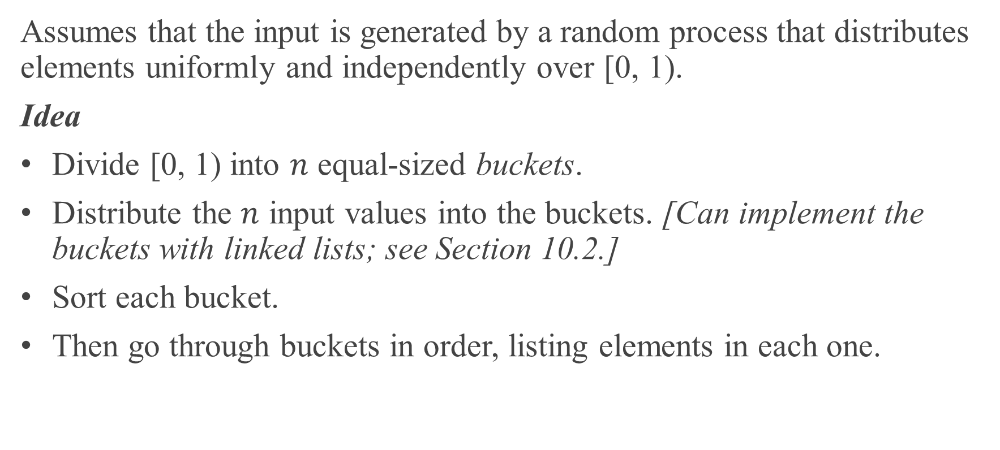 Assumes that the input is generated by a random process that distributes
elements uniformly and independently over [0, 1).
Idea
• Divide [0, 1) into n equal-sized buckets.
• Distribute the n input values into the buckets. [Can implement the
buckets with linked lists; see Section 10.2.]
• Sort each bucket.
• Then go through buckets in order, listing elements in each one.